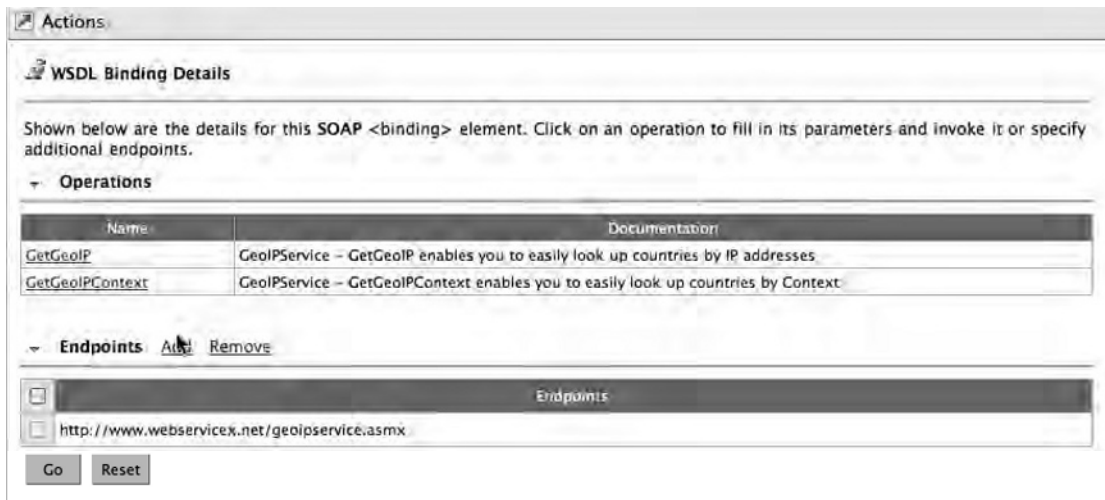 Actions
WSDL Binding Details
Shown below are the details for this SOAP <binding> element. Click on an operation to fill in its parameters and invoke it or specify
additional endpoints.
Operations
Name Documentation
GetGeoIP GeoIPService – GetGeoIP enables you to easily look up countries by IP addresses
GetGeoIPContext GeoIPService – GetGeoIPContext enables you to easily look up countries by Context
Endpoints Add Remove
Endpoints
http://www.webservicex.net/geoipservice.asmx
Go Reset